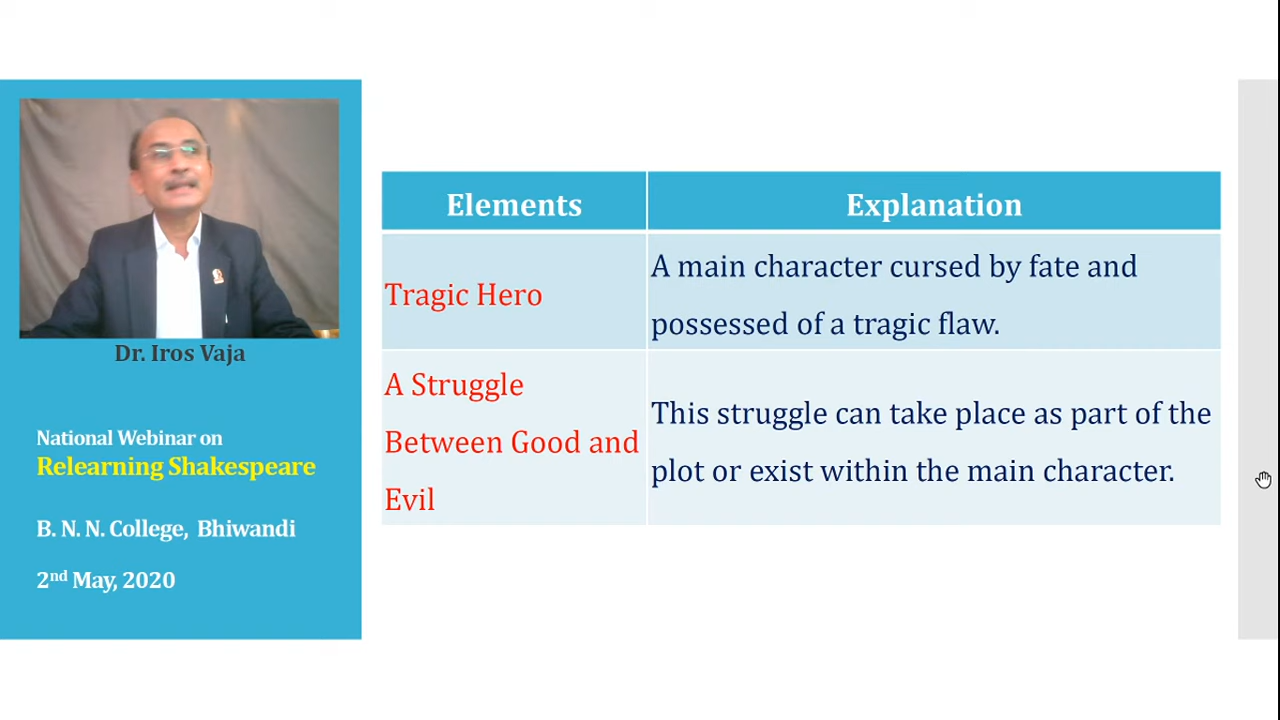 Dr. Iros Vaja
National Webinar on
Relearning Shakespeare
B. N. N. College, Bhiwandi
2nd May, 2020
Elements
Explanation
Tragic Hero
A main character cursed by fate and
possessed of a tragic flaw.
A Struggle
Between Good and
Evil
This struggle can take place as part of the
plot or exist within the main character.